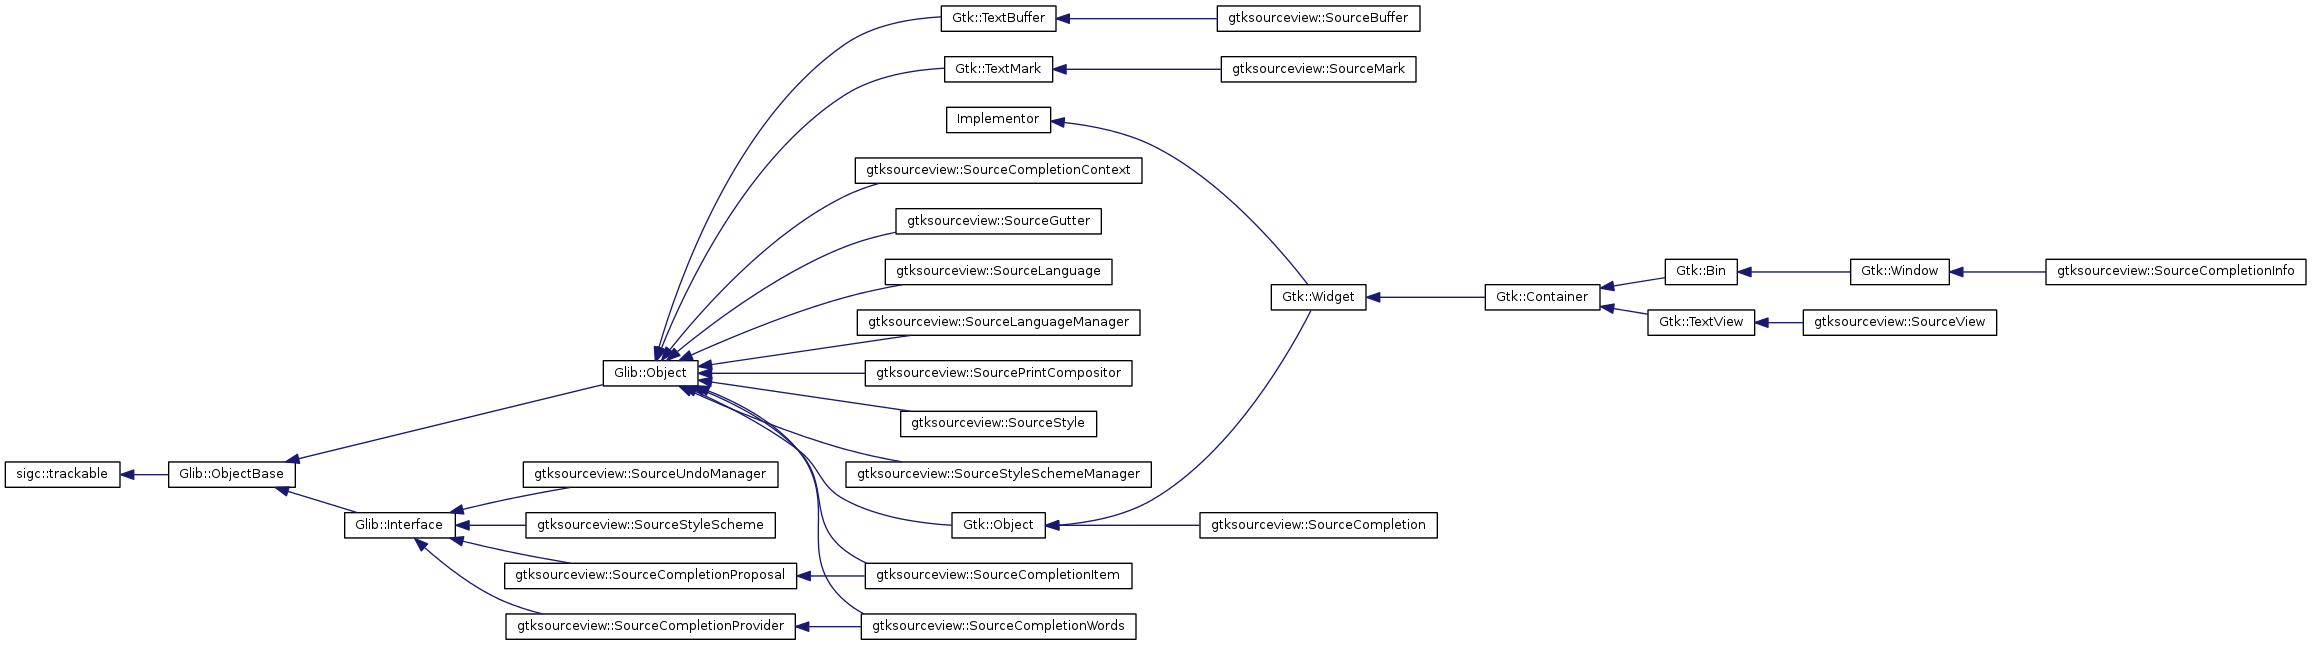 Gtk::TextBuffer
gtksourceview::SourceBuffer
Gtk::TextMark
gtksourceview::SourceMark
Implementor
gtksourceview::SourceCompletionContext
gtksourceview::SourceGutter
gtksourceview::SourceLanguage
Gtk::Bin
Gtk::Window
gtksourceview::SourceCompletionInfo
Gtk::Widget
Gtk::Container
gtksourceview::SourceLanguageManager
Gtk::TextView
gtksourceview::SourceView
Glib::Object
gtksourceview::SourcePrintCompositor
gtksourceview::SourceStyle
sigc::trackable
Glib::ObjectBase
gtksourceview::SourceUndoManager
gtksourceview::SourceStyleSchemeManager
Glib::Interface
gtksourceview::SourceStyleScheme
Gtk::Object
gtksourceview::SourceCompletion
gtksourceview::SourceCompletionProposal
gtksourceview::SourceCompletionItem
gtksourceview::SourceCompletionProvider
gtksourceview::SourceCompletionWords